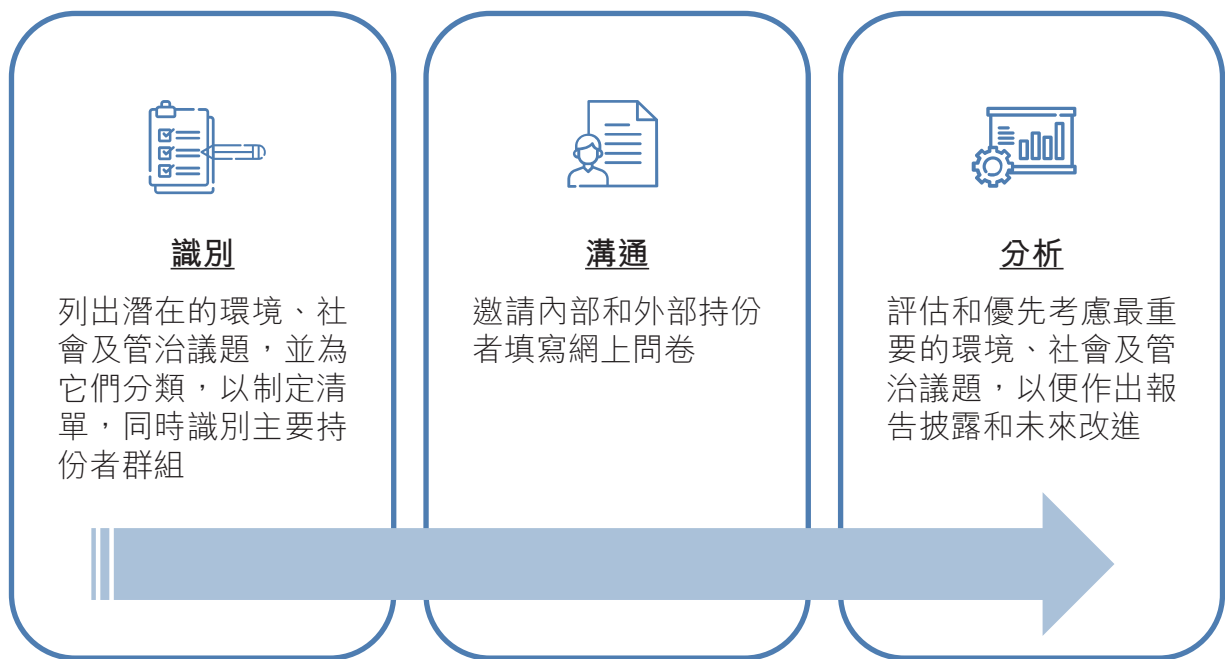 識別
列出潛在的環境、社
會及管治議題，並為
它們分類，以制定清
單，同時識別主要持
份者群組
溝通
邀請內部和外部持份
者填寫網上問卷
分析
評估和優先考慮最重
要的環境、社會及管
治議題，以便作出報
告披露和未來改進